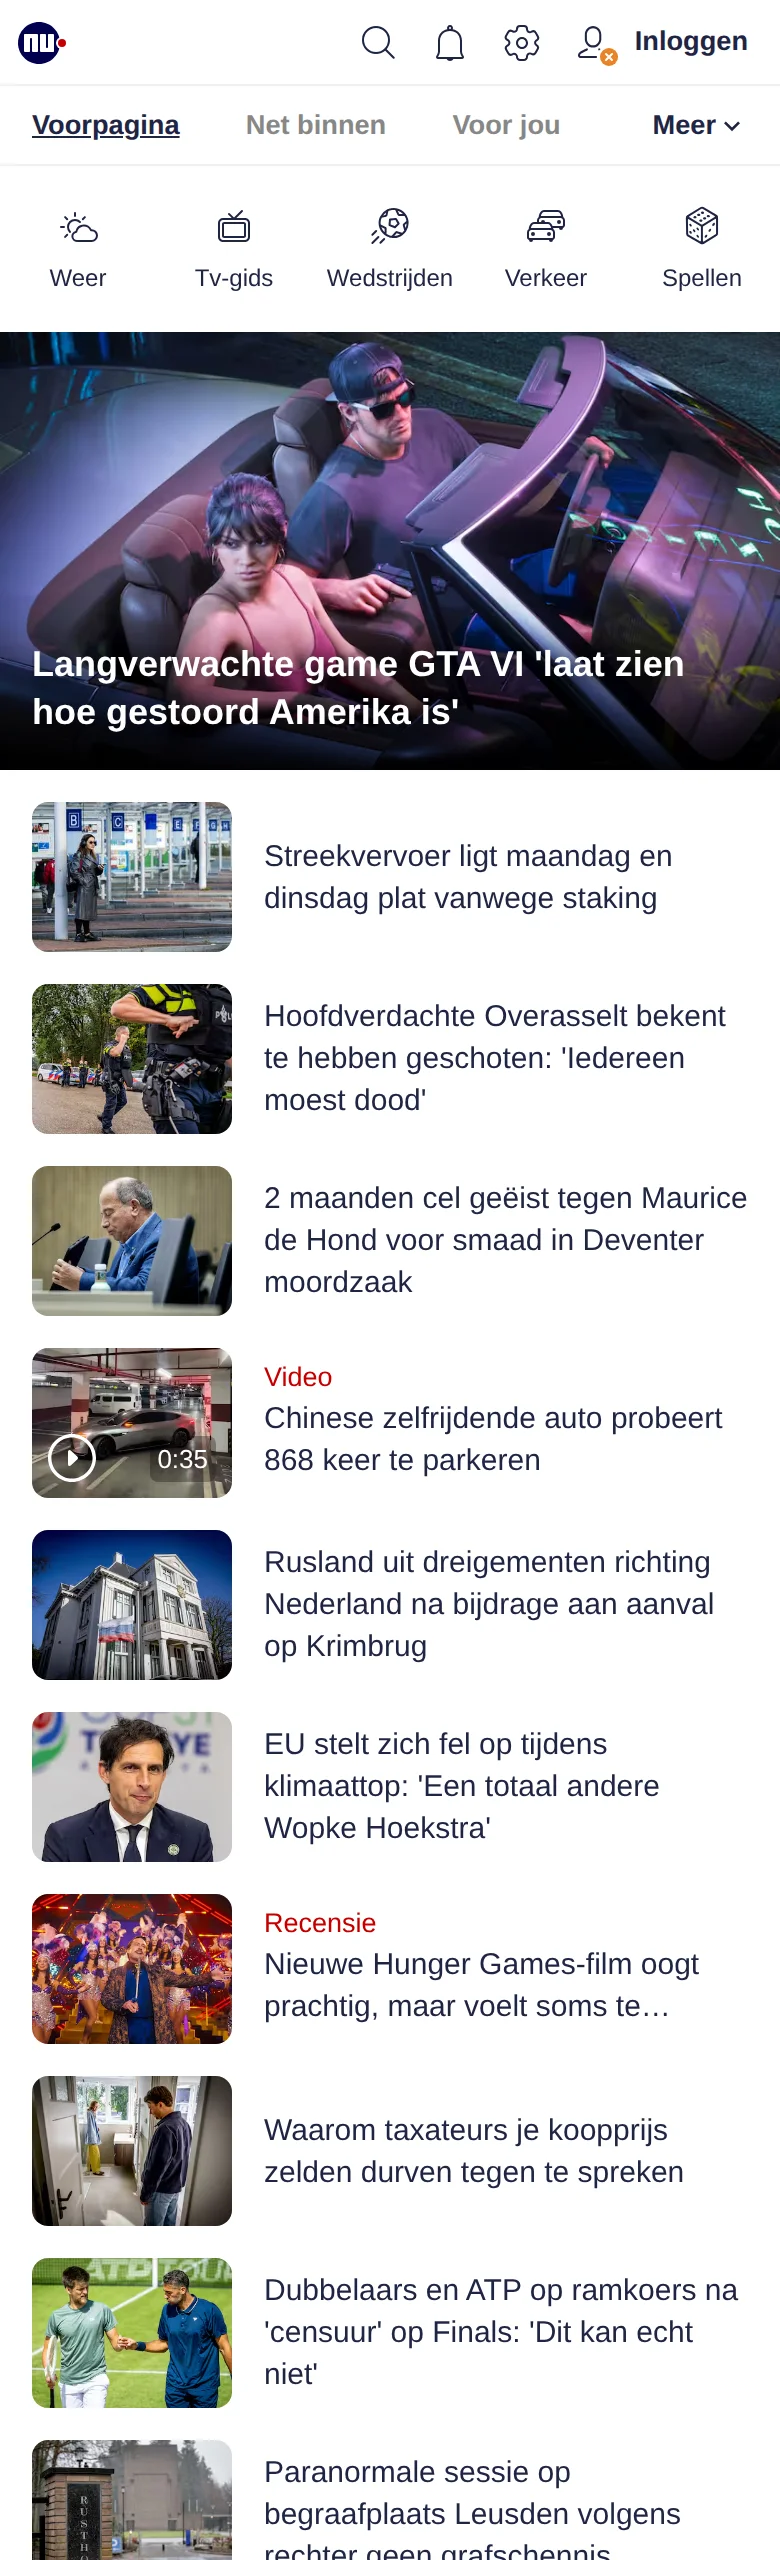 nu
Inloggen
Voorpagina
Net binnen
Voor jou
Meer
Weer
Tv-gids
Wedstrijden
Verkeer
Spellen
Langverwachte game GTA VI 'laat zien
hoe gestoord Amerika is'
B
C
E
F
G
H
Streekvervoer ligt maandag en
dinsdag plat vanwege staking
Hoofdverdachte Overasselt bekent
te hebben geschoten: 'Iedereen
moest dood'
2 maanden cel geëist tegen Maurice
de Hond voor smaad in Deventer
moordzaak
0:35
Video
Chinese zelfrijdende auto probeert
868 keer te parkeren
Rusland uit dreigementen richting
Nederland na bijdrage aan aanval
op Krimbrug
EU stelt zich fel op tijdens
klimaattop: 'Een totaal andere
Wopke Hoekstra'
Recensie
Nieuwe Hunger Games-film oogt
prachtig, maar voelt soms te…
Waarom taxateurs je koopprijs
zelden durven tegen te spreken
ATP TOUR
Dubbelaars en ATP op ramkoers na
'censuur' op Finals: 'Dit kan echt
niet'
RUSTHO
Paranormale sessie op
begraafplaats Leusden volgens
rechter geen grafschennis